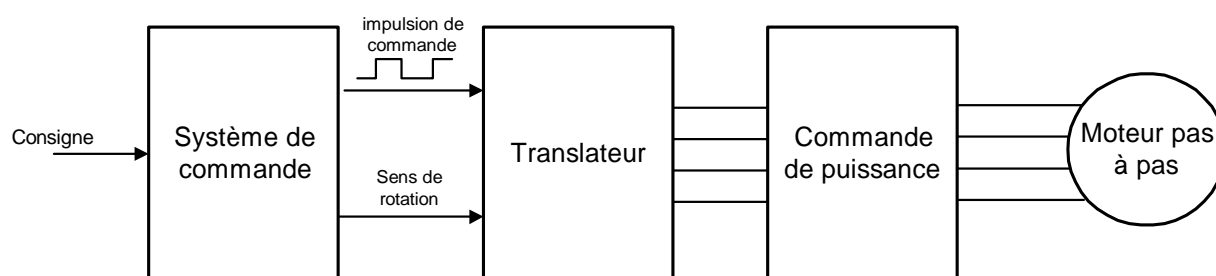 Consigne
Système de
commande
impulsion de
commande
Sens de
rotation
Translateur
Commande
de puissance
Moteur pas
à pas